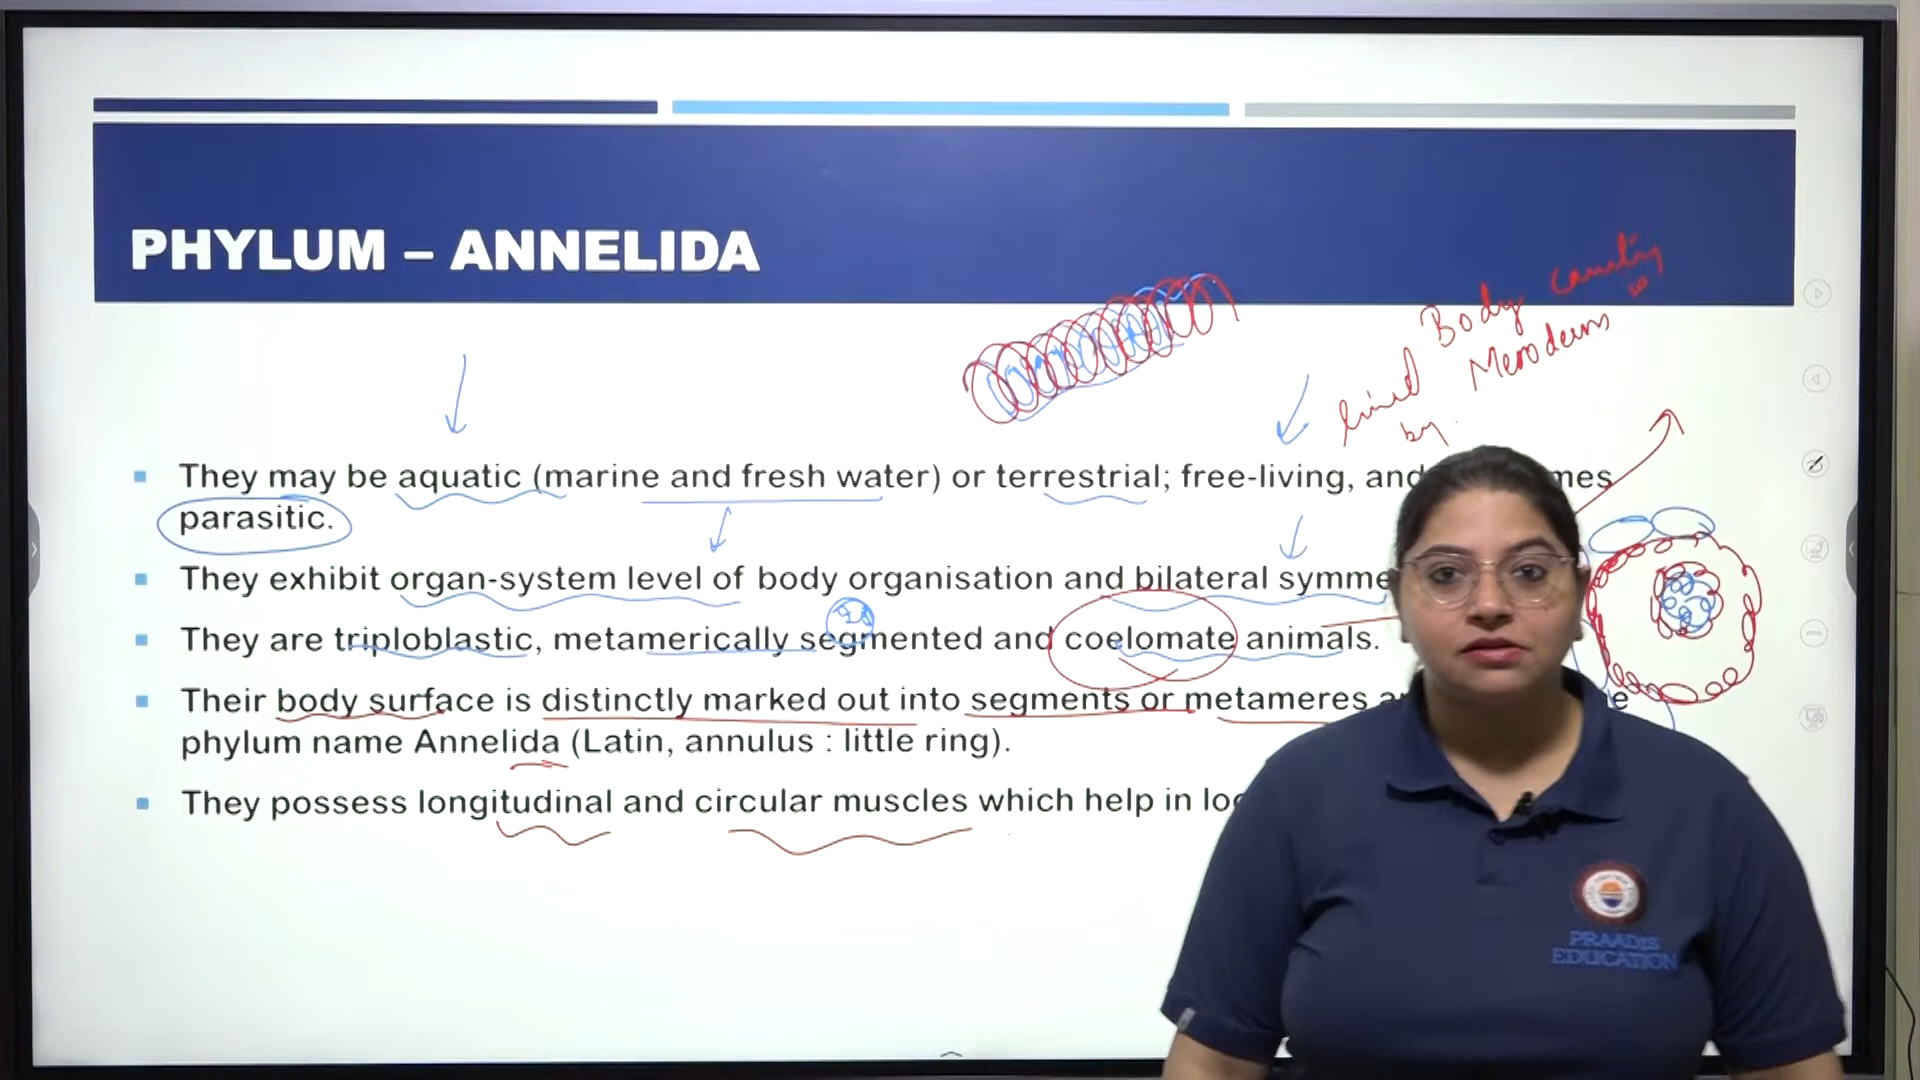 PHYLUM – ANNELIDA
Body cavity is
lined by Mesoderm
They may be aquatic (marine and fresh water) or terrestrial; free-living, and mes
parasitic.
They exhibit organ-system level of body organisation and bilateral symme
They are triploblastic, metamerically segmented and coelomate animals.
Their body surface is distinctly marked out into segments or metameres a e
phylum name Annelida (Latin, annulus : little ring).
They possess longitudinal and circular muscles which help in loc
PRAADIS
EDUCATION